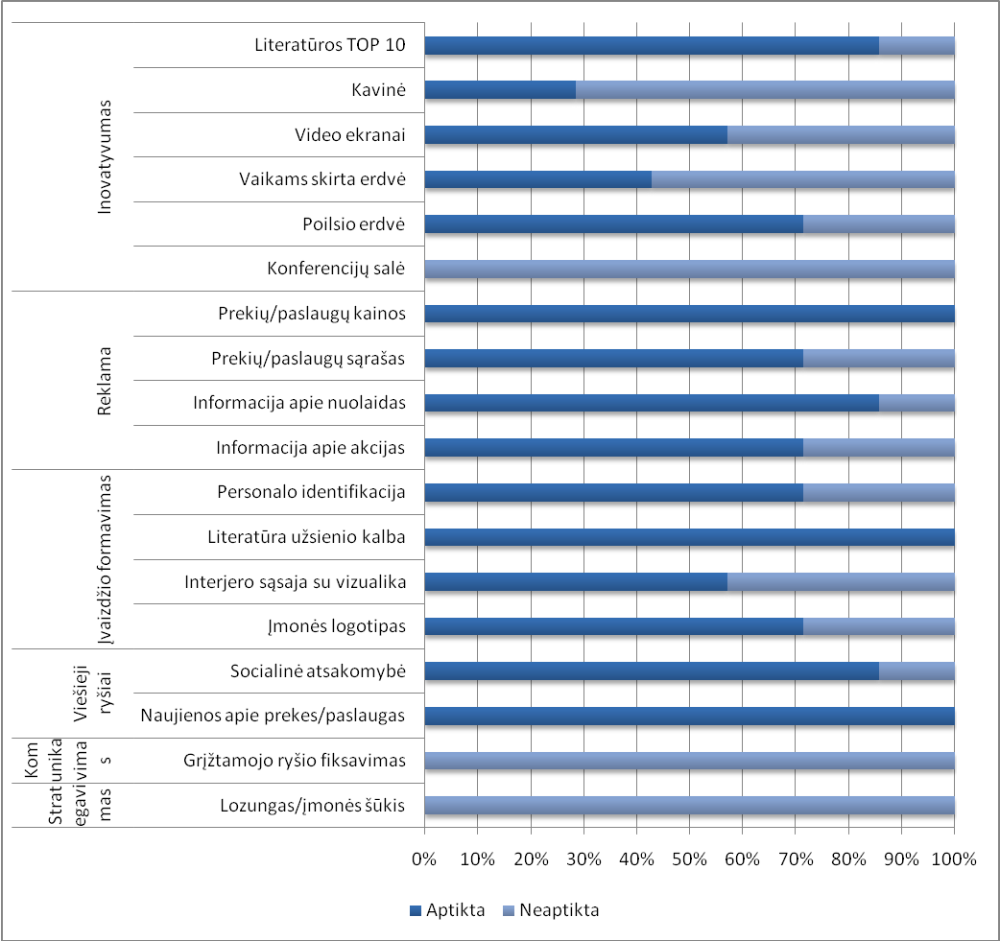 Inovatyvumas
Literatūros TOP 10
Kavinė
Video ekranai
Vaikams skirta erdvė
Poilsio erdvė
Konferencijų salė
Reklama
Prekių/paslaugų kainos
Prekių/paslaugų sąrašas
Informacija apie nuolaidas
Informacija apie akcijas
Įvaizdžio formavimas
Personalo identifikacija
Literatūra užsienio kalba
Interjero sąsaja su vizualika
Įmonės logotipas
Viešieji
ryšiai
Socialinė atsakomybė
Naujienos apie prekes/paslaugas
Kom
unika
vima
s
Grįžtamojo ryšio fiksavimas
Strat
egavi
mas
Lozungas/įmonės šūkis
0% 10% 20% 30% 40% 50% 60% 70% 80% 90% 100%
Aptikta Neaptikta